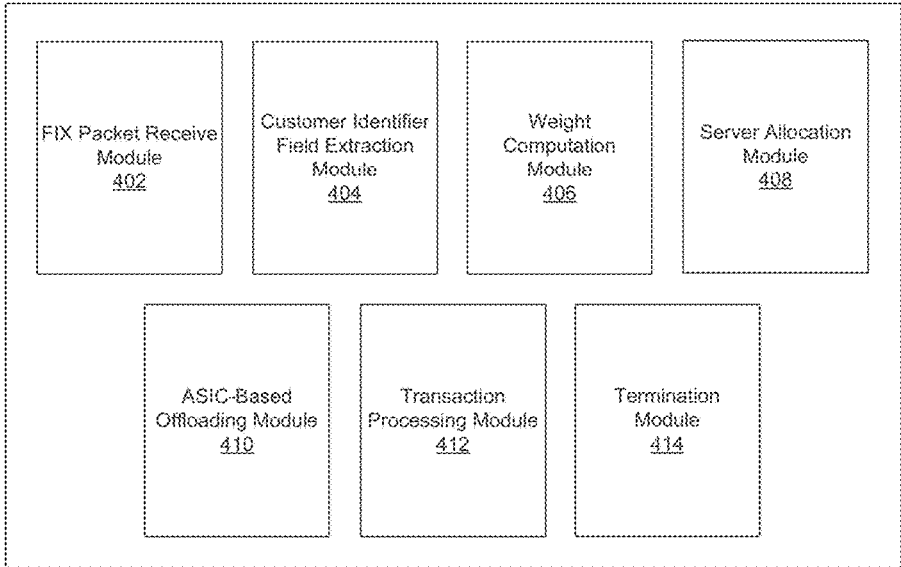 FIX Packet Receive
Module
402
Customer Identifier
Field Extraction
Module
404
Weight
Computation
Module
406
Server Allocation
Module
408
ASIC-Based
Offloading Module
410
Transaction
Processing Module
412
Termination
Module
414